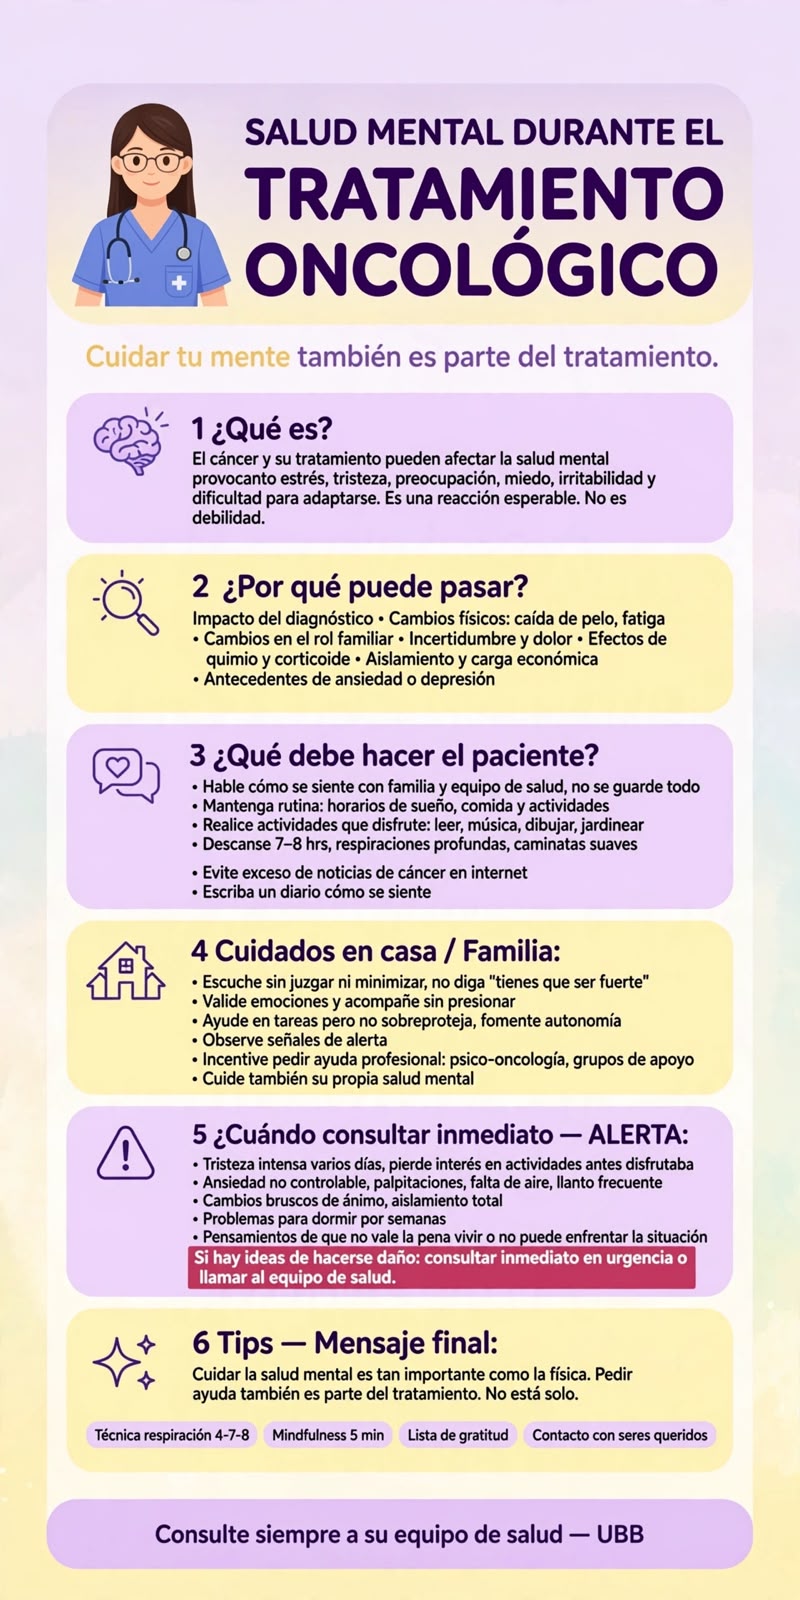 SALUD MENTAL DURANTE EL
TRATAMIENTO
ONCOLÓGICO
Cuidar tu mente también es parte del tratamiento.
1 ¿Qué es?
El cáncer y su tratamiento pueden afectar la salud mental
provocanto estrés, tristeza, preocupación, miedo, irritabilidad y
dificultad para adaptarse. Es una reacción esperable. No es
debilidad.
2 ¿Por qué puede pasar?
Impacto del diagnóstico • Cambios físicos: caída de pelo, fatiga
• Cambios en el rol familiar • Incertidumbre y dolor • Efectos de
quimio y corticoide • Aislamiento y carga económica
• Antecedentes de ansiedad o depresión
3 ¿Qué debe hacer el paciente?
• Hable cómo se siente con familia y equipo de salud, no se guarde todo
• Mantenga rutina: horarios de sueño, comida y actividades
• Realice actividades que disfrute: leer, música, dibujar, jardinear
• Descanse 7–8 hrs, respiraciones profundas, caminatas suaves
• Evite exceso de noticias de cáncer en internet
• Escriba un diario cómo se siente
4 Cuidados en casa / Familia:
• Escuche sin juzgar ni minimizar, no diga "tienes que ser fuerte"
• Valide emociones y acompañe sin presionar
• Ayude en tareas pero no sobreproteja, fomente autonomía
• Observe señales de alerta
• Incentive pedir ayuda profesional: psico-oncología, grupos de apoyo
• Cuide también su propia salud mental
5 ¿Cuándo consultar inmediato — ALERTA:
• Tristeza intensa varios días, pierde interés en actividades antes disfrutaba
• Ansiedad no controlable, palpitaciones, falta de aire, llanto frecuente
• Cambios bruscos de ánimo, aislamiento total
• Problemas para dormir por semanas
• Pensamientos de que no vale la pena vivir o no puede enfrentar la situación
Si hay ideas de hacerse daño: consultar inmediato en urgencia o
llamar al equipo de salud.
6 Tips — Mensaje final:
Cuidar la salud mental es tan importante como la física. Pedir
ayuda también es parte del tratamiento. No está solo.
Técnica respiración 4-7-8
Mindfulness 5 min
Lista de gratitud
Contacto con seres queridos
Consulte siempre a su equipo de salud — UBB